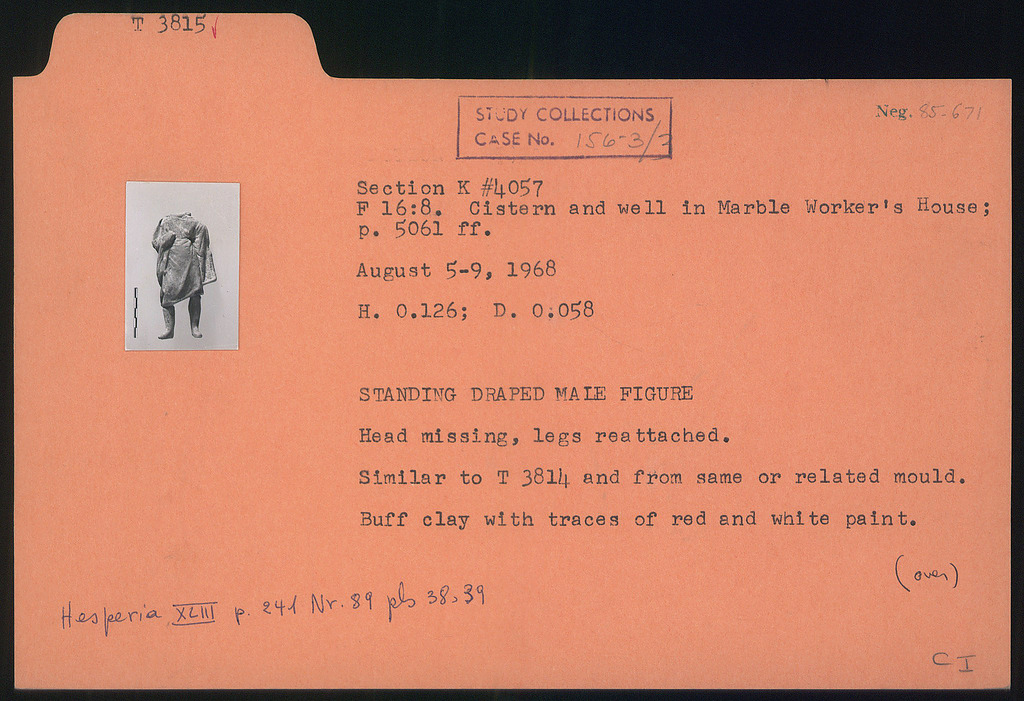 T 3815
STUDY COLLECTIONS
CASE No. 156-3/2
Neg. 85-671
Section K #4057
F 16:8. Cistern and well in Marble Worker's House;
p. 5061 ff.
August 5-9, 1968
H. 0.126; D. 0.058
STANDING DRAPED MALE FIGURE
Head missing, legs reattached.
Similar to T 3814 and from same or related mould.
Buff clay with traces of red and white paint.
(over)
Hesperia XLIII p. 241 Nr. 89 pls 38, 39
C I